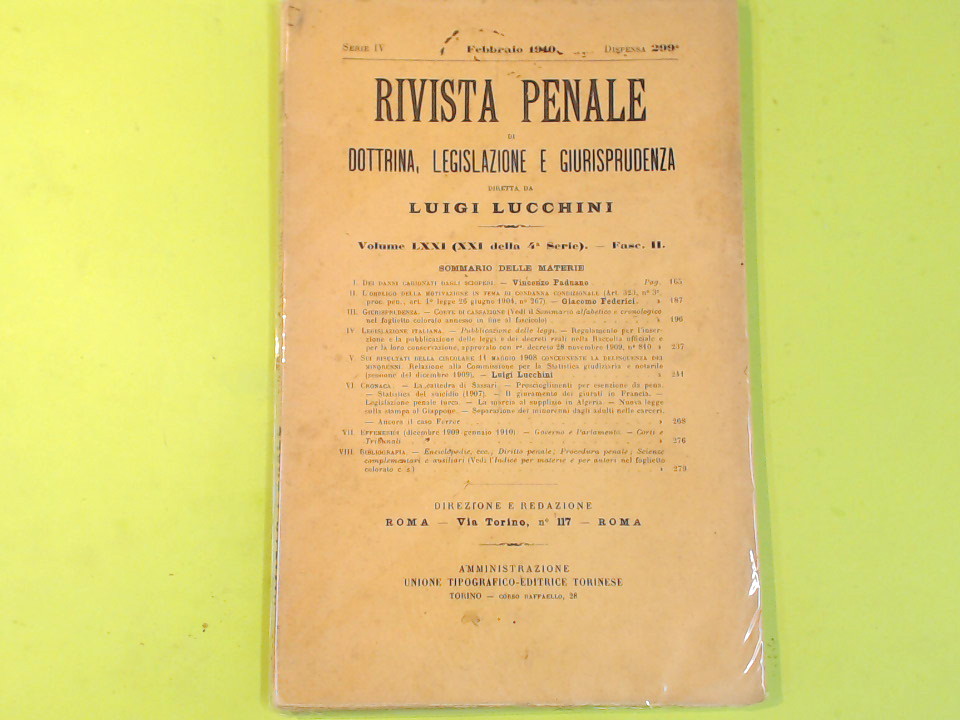 SERIE IV Febbraio 1910 DISPENSA 299ª
RIVISTA PENALE
DI
DOTTRINA, LEGISLAZIONE E GIURISPRUDENZA
DIRETTA DA
LUIGI LUCCHINI
Volume LXXI (XXI della 4ª Serie). — Fasc. II.
SOMMARIO DELLE MATERIE
I. DEI DANNI CAGIONATI DAGLI SCIOPERI. — Vincenzo Padnano . Pag. 165
II. L'OBBLIGO DELLA MOTIVAZIONE IN TEMA DI CONDANNA CONDIZIONALE (Art. 323, nº 3º,
proc. pen., art. 1º legge 26 giugno 1904, nº 267). — Giacomo Federici. » 187
III. GIURISPRUDENZA. — CORTE DI CASSAZIONE (Vedi il Sommario alfabetico e cronologico
nel foglietto colorato annesso in fine al fascicolo) . . . » 196
IV. LEGISLAZIONE ITALIANA. — Pubblicazione delle leggi. — Regolamento per l'inser-
zione e la pubblicazione delle leggi e dei decreti reali nella Raccolta ufficiale e
per la loro conservazione, approvato con rº. decreto 28 novembre 1909, nº 810. » 237
V. SUI RISULTATI DELLA CIRCOLARE 11 MAGGIO 1908 CONCERNENTE LA DELINQUENZA DEI
MINORENNI. Relazione alla Commissione per la Statistica giudiziaria e notarile
(sessione del dicembre 1909). — Luigi Lucchini » 241
VI. CRONACA. — La cattedra di Sassari. — Proscioglimenti per esenzione da pena.
— Statistica del suicidio (1907). — Il giuramento dei giurati in Francia. —
Legislazione penale turca. — La marcia al supplizio in Algeria. — Nuova legge
sulla stampa al Giappone. — Separazione dei minorenni dagli adulti nelle carceri.
— Ancora il caso Ferrer » 268
VII. EFFEMERIDI (dicembre 1909 gennaio 1910). — Governo e Parlamento. — Corti e
Tribunali » 276
VIII. BIBLIOGRAFIA. — Enciclopedie, ecc., Diritto penale; Procedura penale; Scienze
complementari e ausiliari (Vedi l'Indice per materie e per autori nel foglietto
colorato c. s.) » 279
DIREZIONE E REDAZIONE
ROMA — Via Torino, nº 117 — ROMA
AMMINISTRAZIONE
UNIONE TIPOGRAFICO-EDITRICE TORINESE
TORINO — CORSO RAFFAELLO, 28